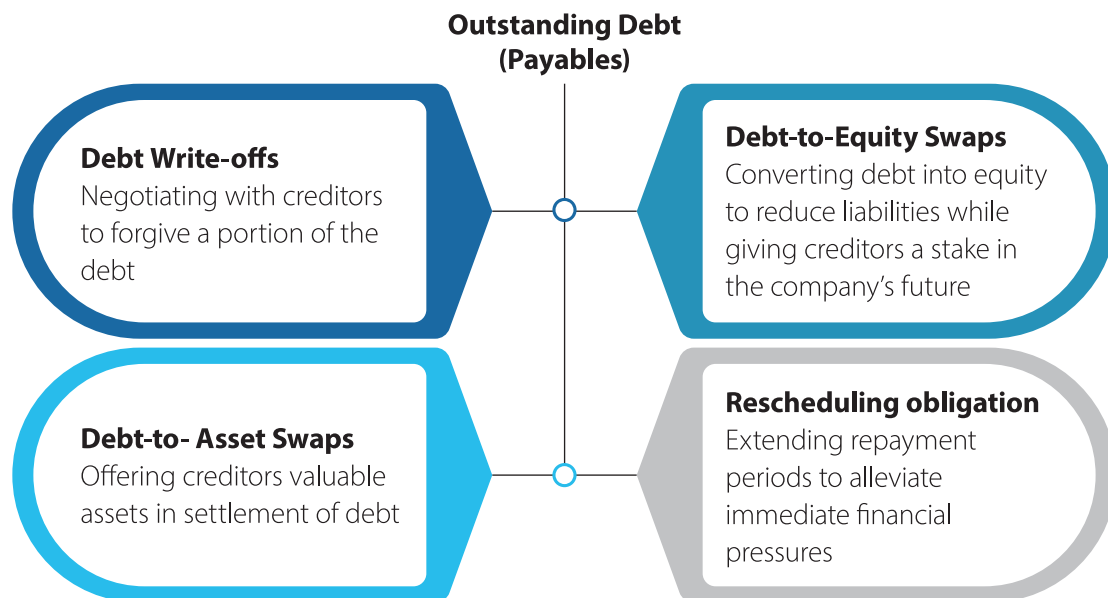 Outstanding Debt
(Payables)
Debt Write-offs
Negotiating with creditors
to forgive a portion of the
debt
Debt-to-Equity Swaps
Converting debt into equity
to reduce liabilities while
giving creditors a stake in
the company’s future
Debt-to- Asset Swaps
Offering creditors valuable
assets in settlement of debt
Rescheduling obligation
Extending repayment
periods to alleviate
immediate financial
pressures